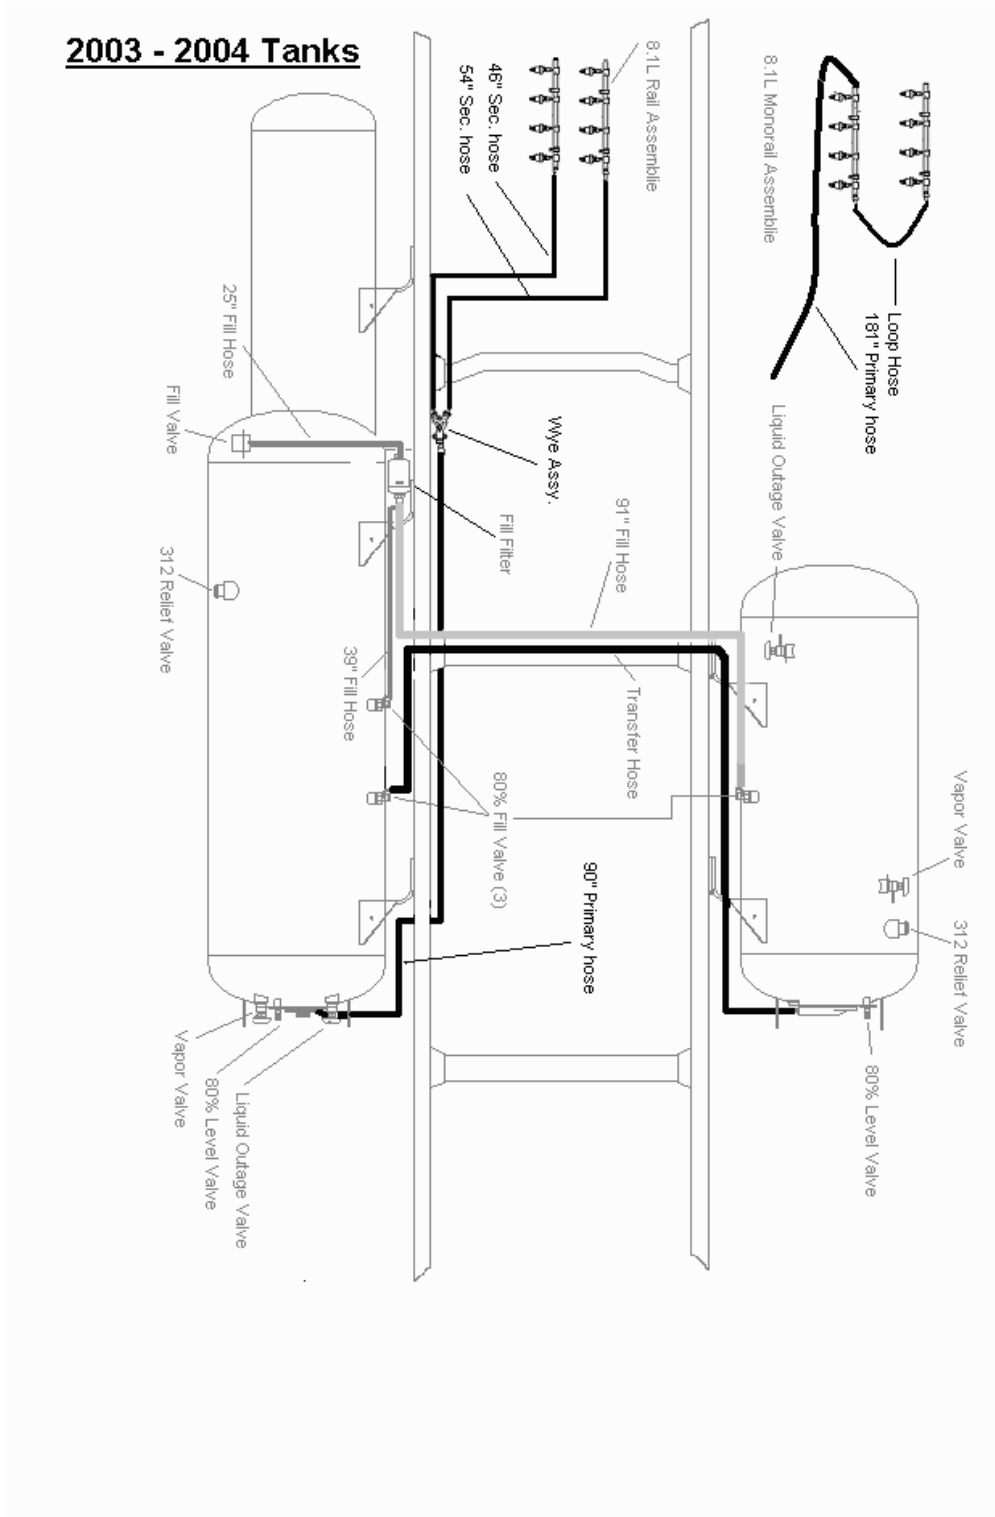 2003 - 2004 Tanks
8.1L Monorail Assemblie
Loop Hose
181" Primary hose
8.1L Rail Assemblie
46" Sec. hose
54" Sec. hose
Liquid Outage Valve
Wye Assy.
91" Fill Hose
Fill Filter
25" Fill Hose
Fill Valve
312 Relief Valve
39" Fill Hose
Transfer Hose
80% Fill Valve (3)
Vapor Valve
90" Primary hose
312 Relief Valve
80% Level Valve
Liquid Outage Valve
80% Level Valve
Vapor Valve